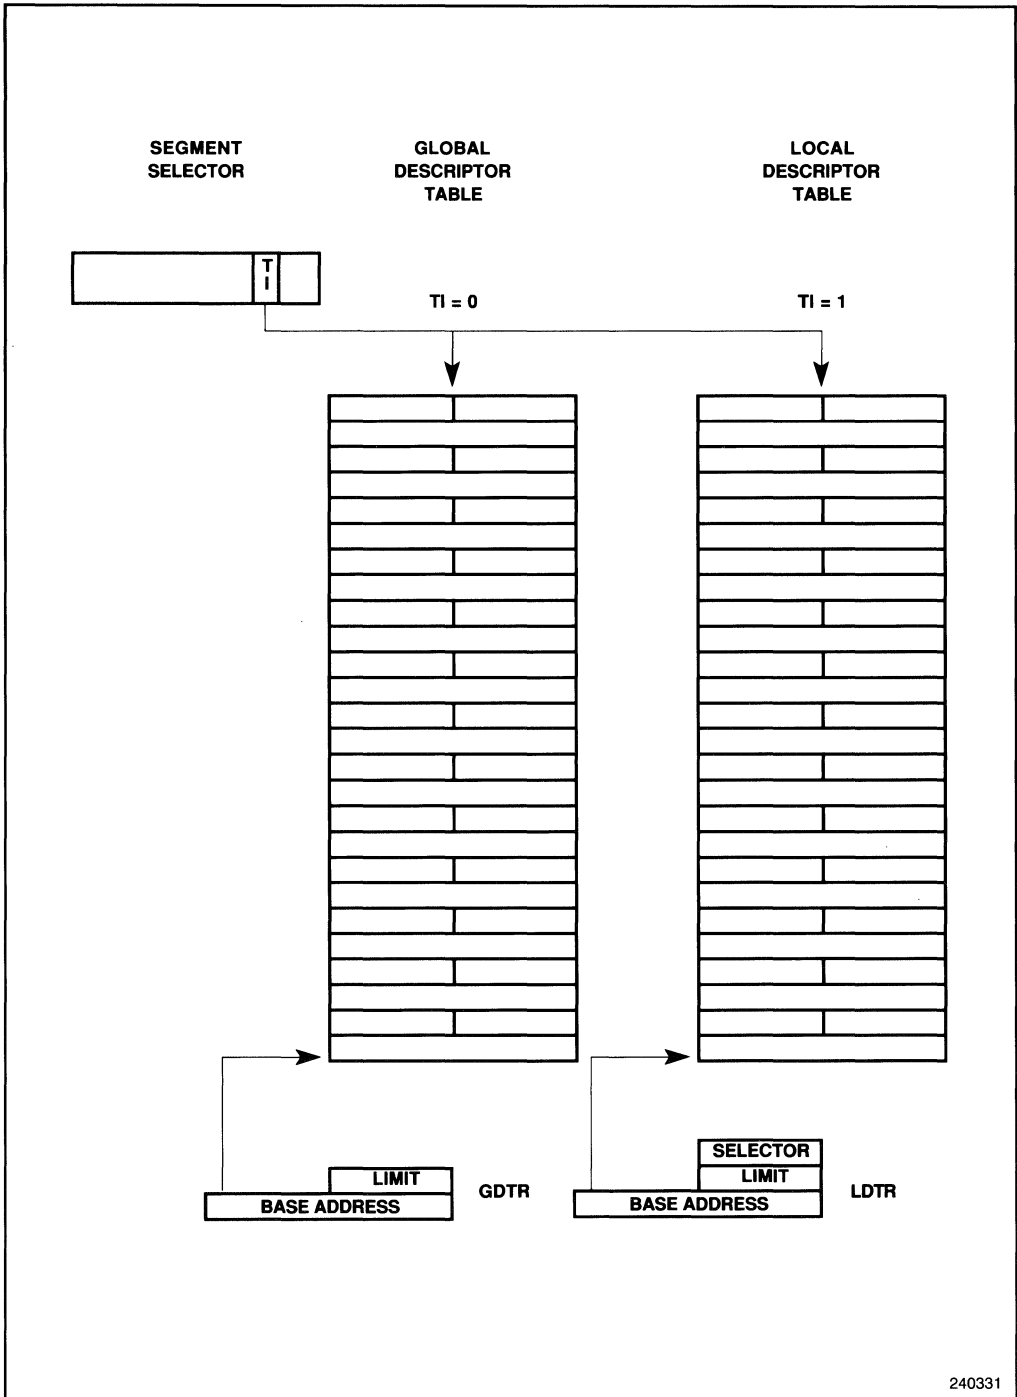 SEGMENT
SELECTOR
GLOBAL
DESCRIPTOR
TABLE
LOCAL
DESCRIPTOR
TABLE
T
I
TI = 0
TI = 1
LIMIT
BASE ADDRESS
GDTR
SELECTOR
LIMIT
BASE ADDRESS
LDTR
240331